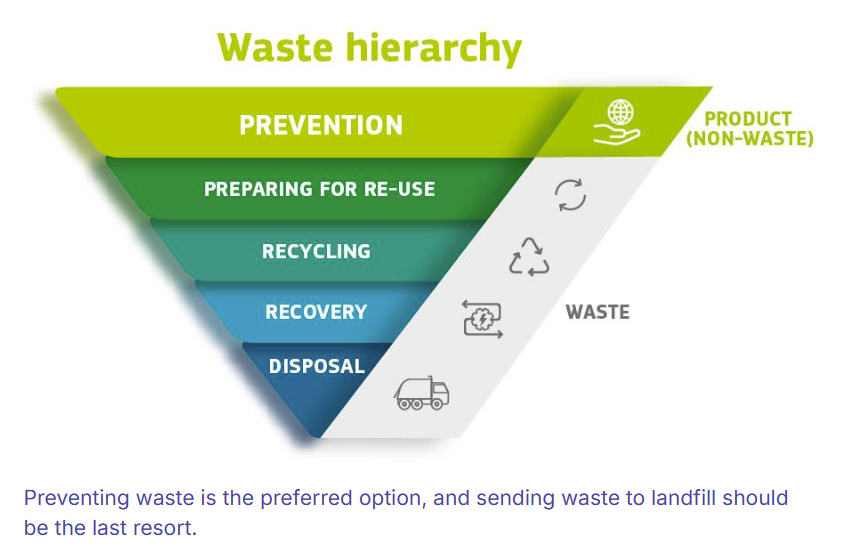 Waste hierarchy
PREVENTION
PRODUCT
(NON-WASTE)
PREPARING FOR RE-USE
RECYCLING
RECOVERY
WASTE
DISPOSAL
Preventing waste is the preferred option, and sending waste to landfill should
be the last resort.